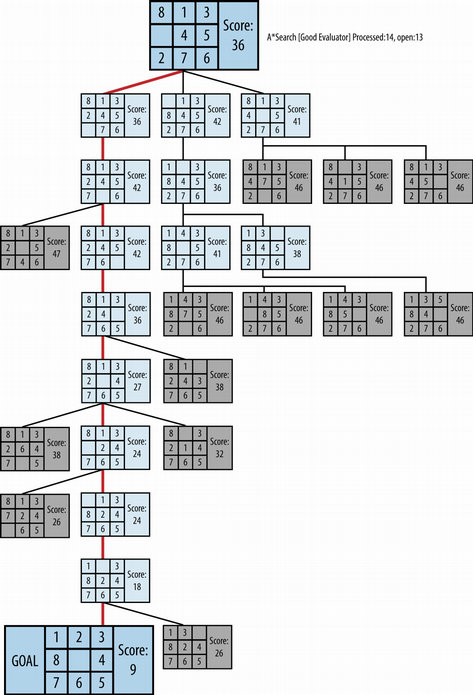 8 1 3 Score:
4 5 36
2 7 6
A*Search [Good Evaluator] Processed:14, open:13
8 1 3 Score:
2 4 5 36
7 6
1 3 Score:
8 4 5 42
2 7 6
8 1 3 Score:
4 5 41
2 7 6
8 1 3 Score:
2 4 5 42
7 6
1 3 Score:
8 4 5 36
2 7 6
8 1 3 Score:
4 7 5 46
2 6
8 3 Score:
4 1 5 46
2 7 6
8 1 3 Score:
4 5 46
2 7 6
8 1 3 Score:
2 5 47
7 4 6
8 1 3 Score:
2 4 5 42
7 6
1 4 3 Score:
8 5 41
2 7 6
1 3 Score:
8 4 5 38
2 7 6
8 1 3 Score:
2 4 36
7 6 5
1 4 3 Score:
8 7 5 46
2 6
1 4 3 Score:
8 5 46
2 7 6
1 4 3 Score:
8 5 46
2 7 6
1 3 5 Score:
8 4 46
2 7 6
8 1 3 Score:
2 4 27
7 6 5
8 1 Score:
2 4 3 38
7 6 5
8 1 3 Score:
2 6 4 38
7 5
8 1 3 Score:
2 4 24
7 6 5
8 3 Score:
2 1 4 32
7 6 5
8 1 3 Score:
7 2 4 26
6 5
1 3 Score:
8 2 4 24
7 6 5
1 3 Score:
8 2 4 18
7 6 5
1 2 3 Score:
GOAL 8 4 9
7 6 5
1 3 Score:
8 2 4 26
7 6 5